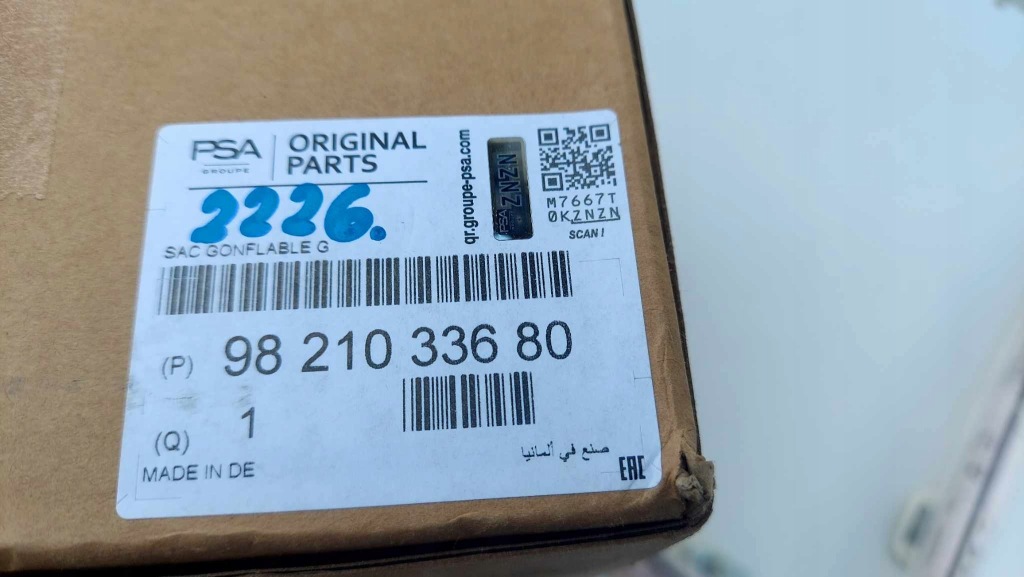 PSA
GROUPE
ORIGINAL
PARTS
qr.groupe-psa.com
PSA ZNZN
M7667T
0KZNZN
SCAN!
2226.
SAC GONFLABLE G
(P) 98 210 336 80
(Q) 1
صنع في ألمانيا
MADE IN DE
EAC